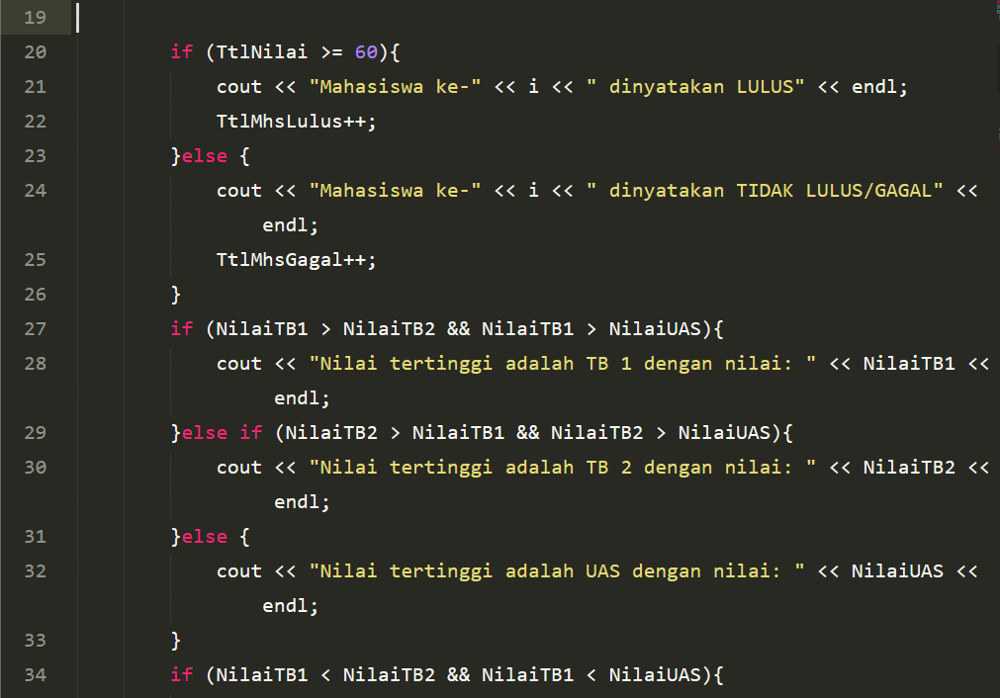 19
20 if (TtlNilai >= 60){
21 cout << "Mahasiswa ke-" << i << " dinyatakan LULUS" << endl;
22 TtlMhsLulus++;
23 }else {
24 cout << "Mahasiswa ke-" << i << " dinyatakan TIDAK LULUS/GAGAL" <<
endl;
25 TtlMhsGagal++;
26 }
27 if (NilaiTB1 > NilaiTB2 && NilaiTB1 > NilaiUAS){
28 cout << "Nilai tertinggi adalah TB 1 dengan nilai: " << NilaiTB1 <<
endl;
29 }else if (NilaiTB2 > NilaiTB1 && NilaiTB2 > NilaiUAS){
30 cout << "Nilai tertinggi adalah TB 2 dengan nilai: " << NilaiTB2 <<
endl;
31 }else {
32 cout << "Nilai tertinggi adalah UAS dengan nilai: " << NilaiUAS <<
endl;
33 }
34 if (NilaiTB1 < NilaiTB2 && NilaiTB1 < NilaiUAS){